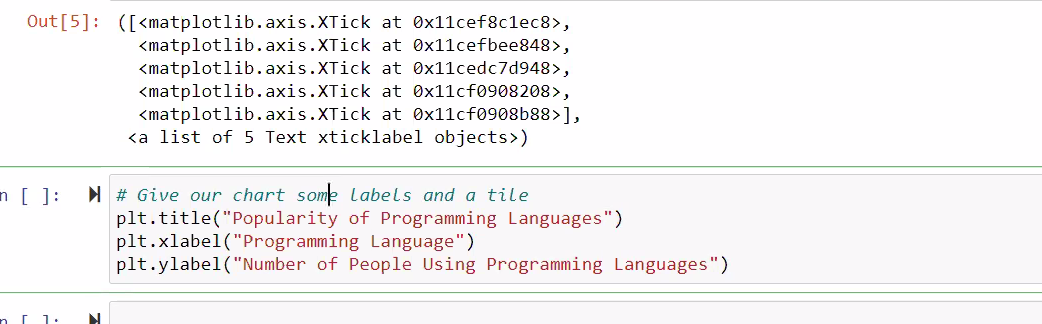 Out[5]: ([<matplotlib.axis.XTick at 0x11cef8c1ec8>,
<matplotlib.axis.XTick at 0x11cefbee848>,
<matplotlib.axis.XTick at 0x11cedc7d948>,
<matplotlib.axis.XTick at 0x11cf0908208>,
<matplotlib.axis.XTick at 0x11cf0908b88>],
<a list of 5 Text xticklabel objects>)
n [ ]: # Give our chart some labels and a tile
plt.title("Popularity of Programming Languages")
plt.xlabel("Programming Language")
plt.ylabel("Number of People Using Programming Languages")
n [ ]: